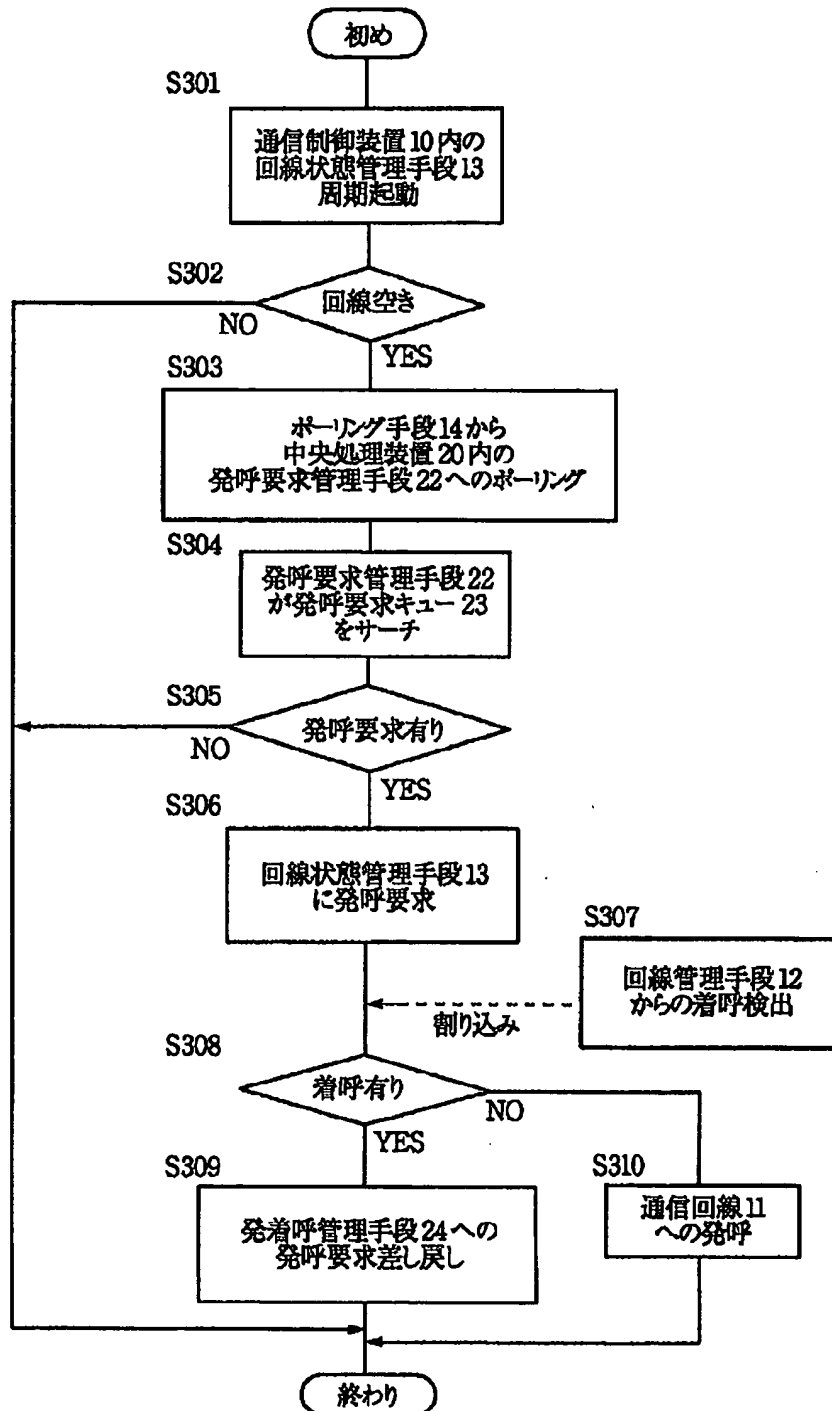 初め
S301
通信制御装置10内の
回線状態管理手段13
周期起動
S302
回線空き
NO
YES
S303
ポーリング手段14から
中央処理装置20内の
発呼要求管理手段22へのポーリング
S304
発呼要求管理手段22
が発呼要求キュー23
をサーチ
S305
発呼要求有り
NO
YES
S306
回線状態管理手段13
に発呼要求
S307
回線管理手段12
からの着呼検出
割り込み
S308
着呼有り
NO
YES
S309
発着呼管理手段24への
発呼要求差し戻し
S310
通信回線11
への発呼
終わり